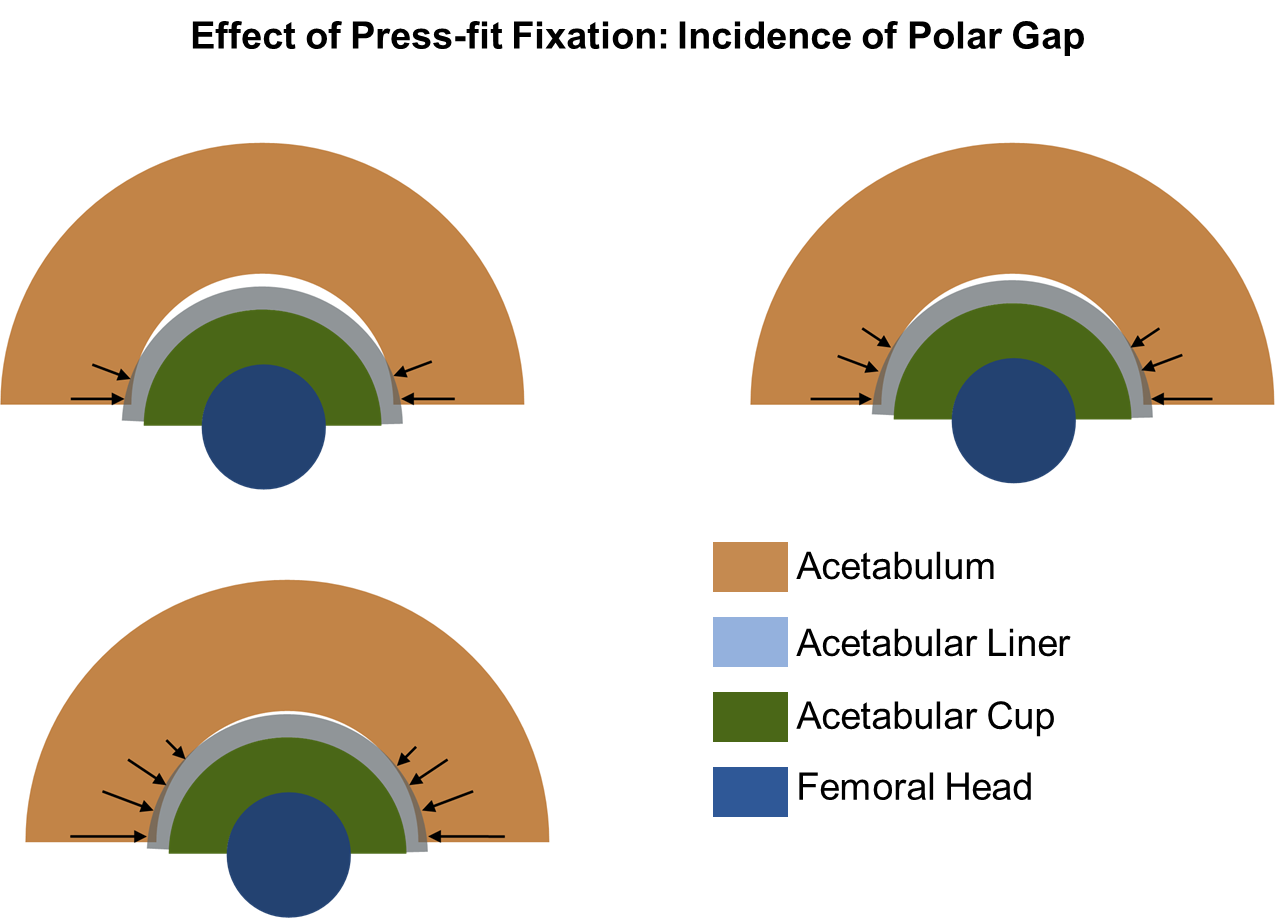 Effect of Press-fit Fixation: Incidence of Polar Gap
Acetabulum
Acetabular Liner
Acetabular Cup
Femoral Head